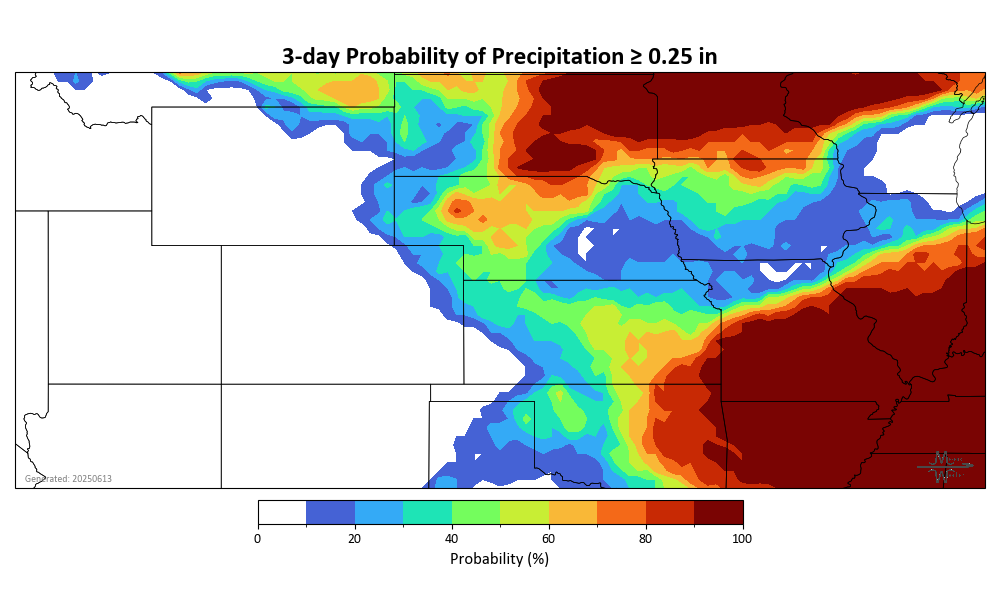 3-day Probability of Precipitation ≥ 0.25 in
Generated: 20250613
0 20 40 60 80 100
Probability (%)